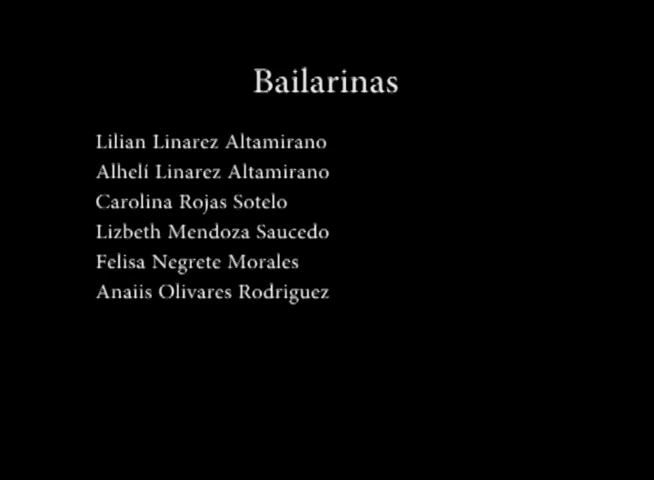 Bailarinas
Lilian Linarez Altamirano
Alhelí Linarez Altamirano
Carolina Rojas Sotelo
Lizbeth Mendoza Saucedo
Felisa Negrete Morales
Anaiis Olivares Rodriguez